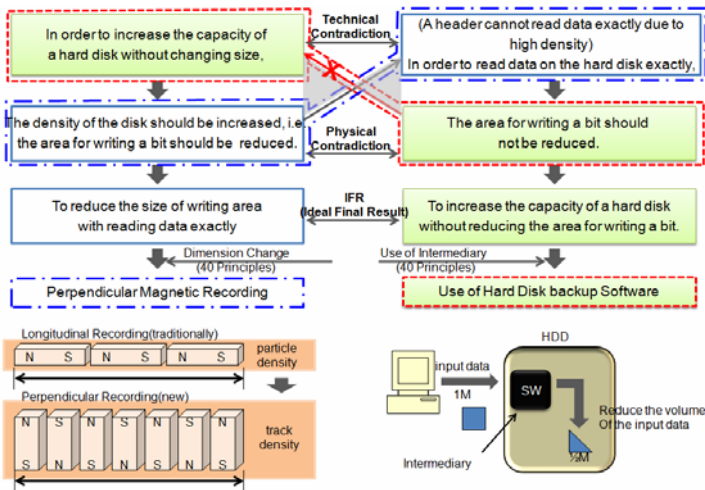 In order to increase the capacity of
a hard disk without changing size,
Technical
Contradiction
(A header cannot read data exactly due to
high density)
In order to read data on the hard disk exactly,
X
The density of the disk should be increased, i.e.
the area for writing a bit should be reduced.
Physical
Contradiction
The area for writing a bit should
not be reduced.
To reduce the size of writing area
with reading data exactly
IFR
(Ideal Final Result)
To increase the capacity of a hard disk
without reducing the area for writing a bit.
Dimension Change
(40 Principles)
Use of Intermediary
(40 Principles)
Perpendicular Magnetic Recording
Use of Hard Disk backup Software
Longitudinal Recording(traditionally)
N S N S N S
particle
density
Perpendicular Recording(new)
N S N S N S N
S N S N S N S
track
density
HDD
input data
1M
SW
Reduce the volume
Of the input data
½M
Intermediary